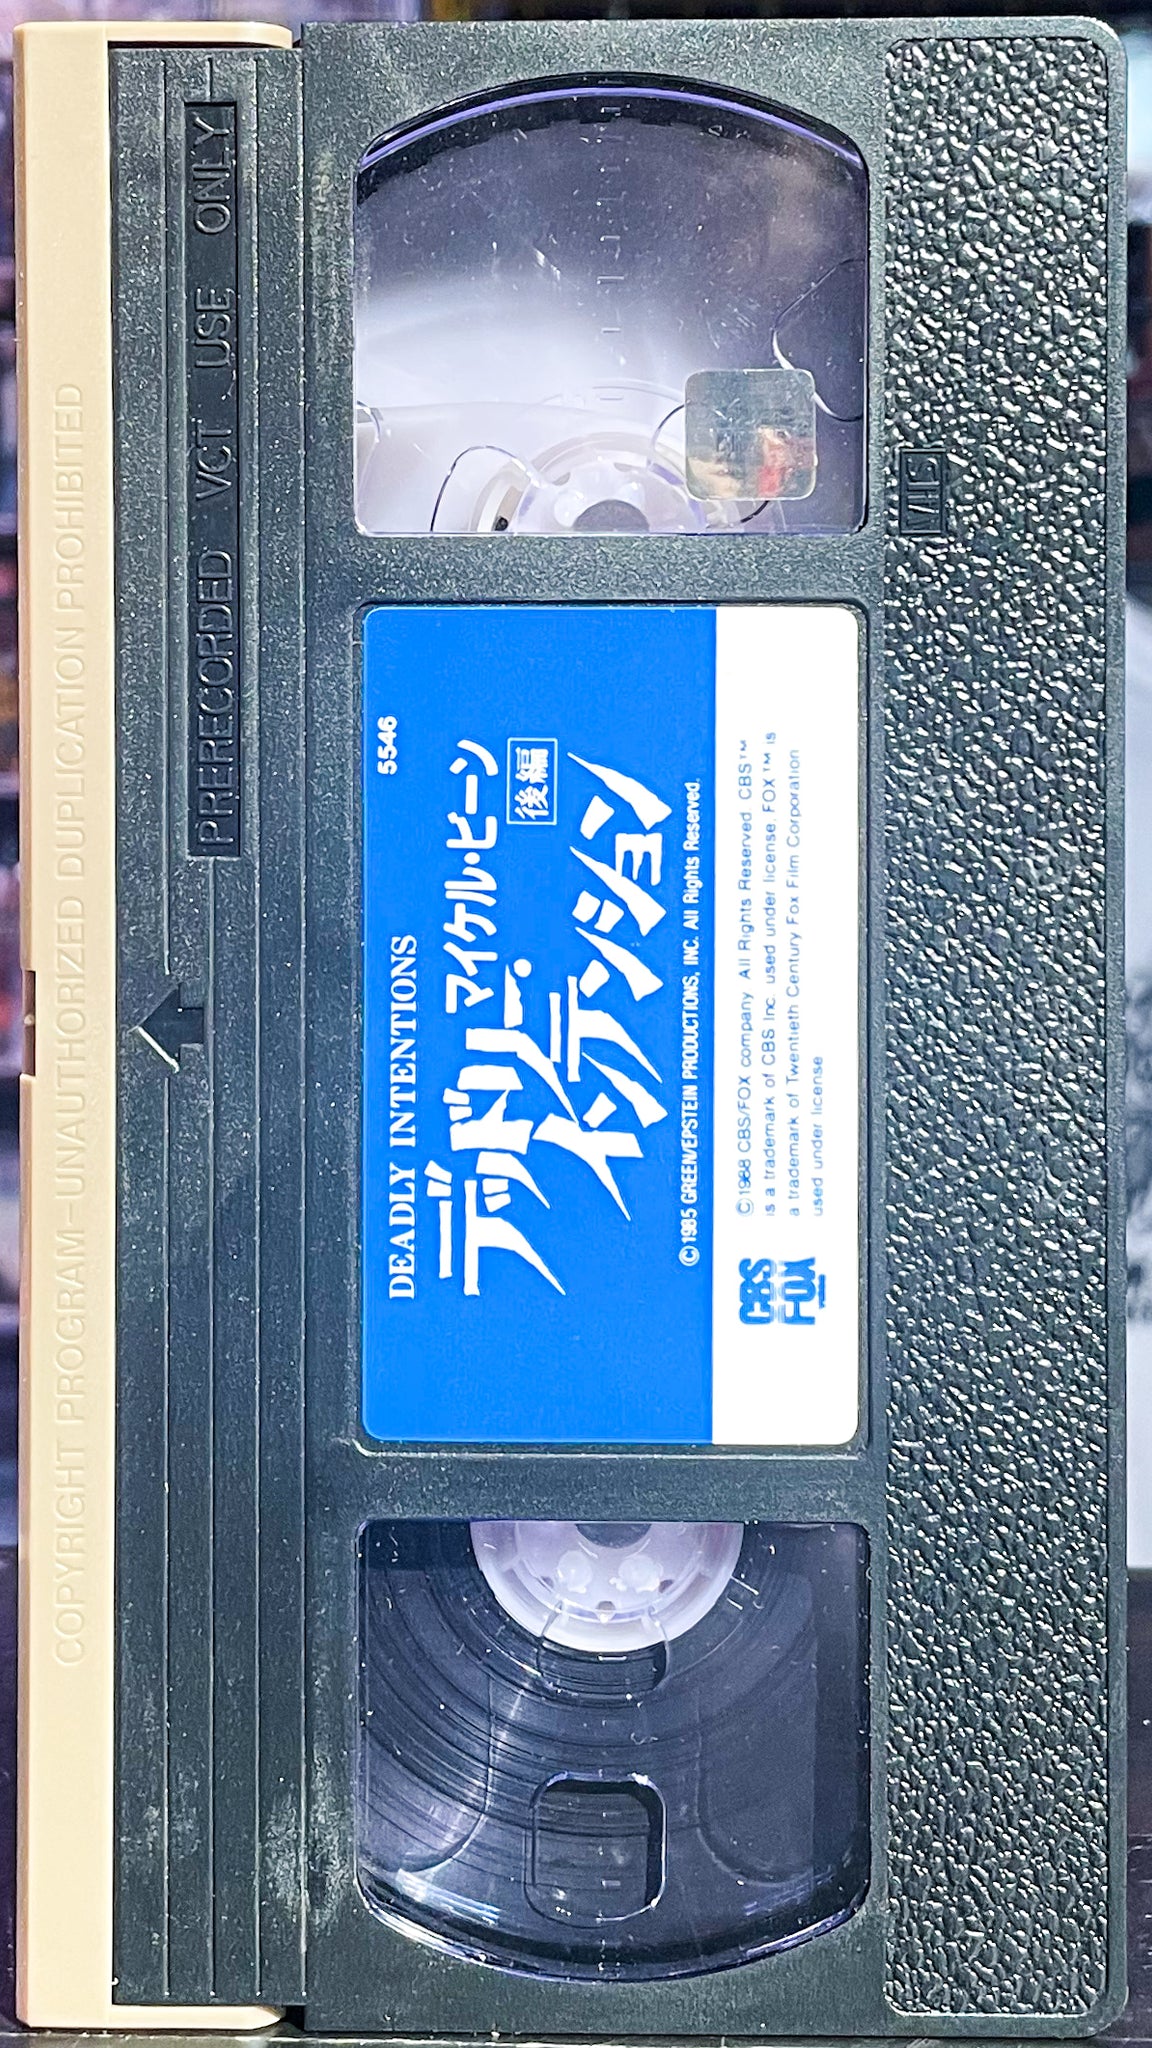 COPYRIGHT PROGRAM–UNAUTHORIZED DUPLICATION PROHIBITED
PRERECORDED VCT USE ONLY
5546
DEADLY INTENTIONS
マイケル・ビーン
デッドリー・
後編
インテンション
©1985 GREEN/EPSTEIN PRODUCTIONS, INC. All Rights Reserved.
CBS
FOX
©1988 CBS/FOX company All Rights Reserved. CBS™
is a trademark of CBS Inc. used under license, FOX™ is
a trademark of Twentieth Century Fox Film Corporation
used under license
VHS